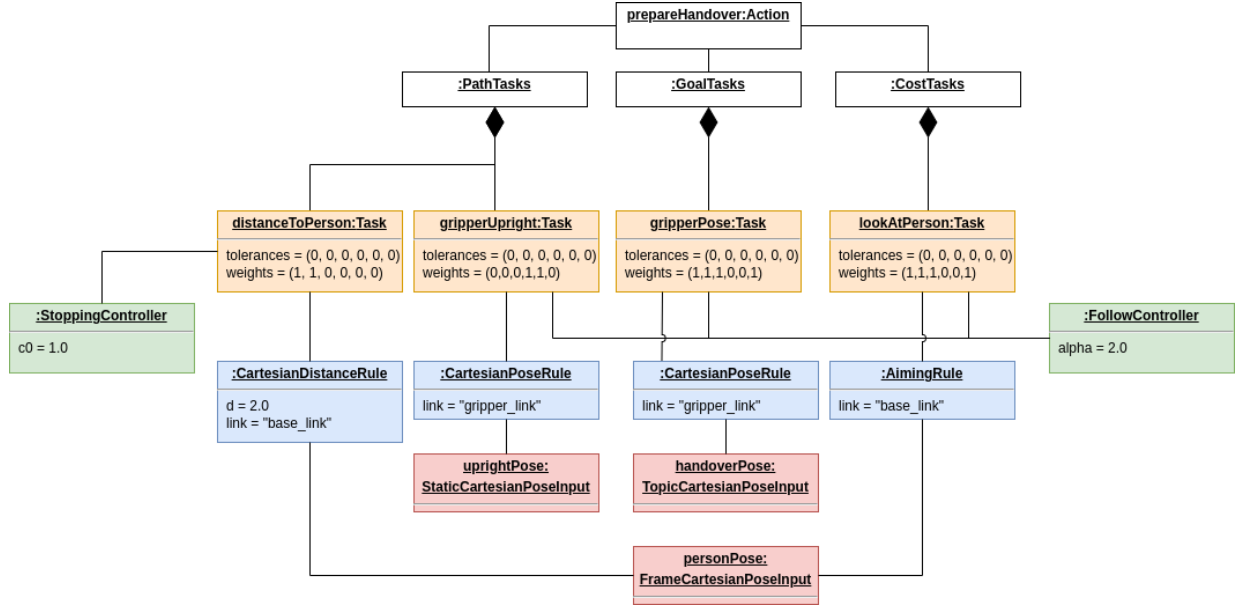 prepareHandover:Action
:PathTasks
:GoalTasks
:CostTasks
distanceToPerson:Task
tolerances = (0, 0, 0, 0, 0, 0)
weights = (1, 1, 0, 0, 0, 0)
gripperUpright:Task
tolerances = (0, 0, 0, 0, 0, 0)
weights = (0,0,0,1,1,0)
gripperPose:Task
tolerances = (0, 0, 0, 0, 0, 0)
weights = (1,1,1,0,0,1)
lookAtPerson:Task
tolerances = (0, 0, 0, 0, 0, 0)
weights = (1,1,1,0,0,1)
:StoppingController
c0 = 1.0
:FollowController
alpha = 2.0
:CartesianDistanceRule
d = 2.0
link = "base_link"
:CartesianPoseRule
link = "gripper_link"
:CartesianPoseRule
link = "gripper_link"
:AimingRule
link = "base_link"
uprightPose:
StaticCartesianPoseInput
handoverPose:
TopicCartesianPoseInput
personPose:
FrameCartesianPoseInput